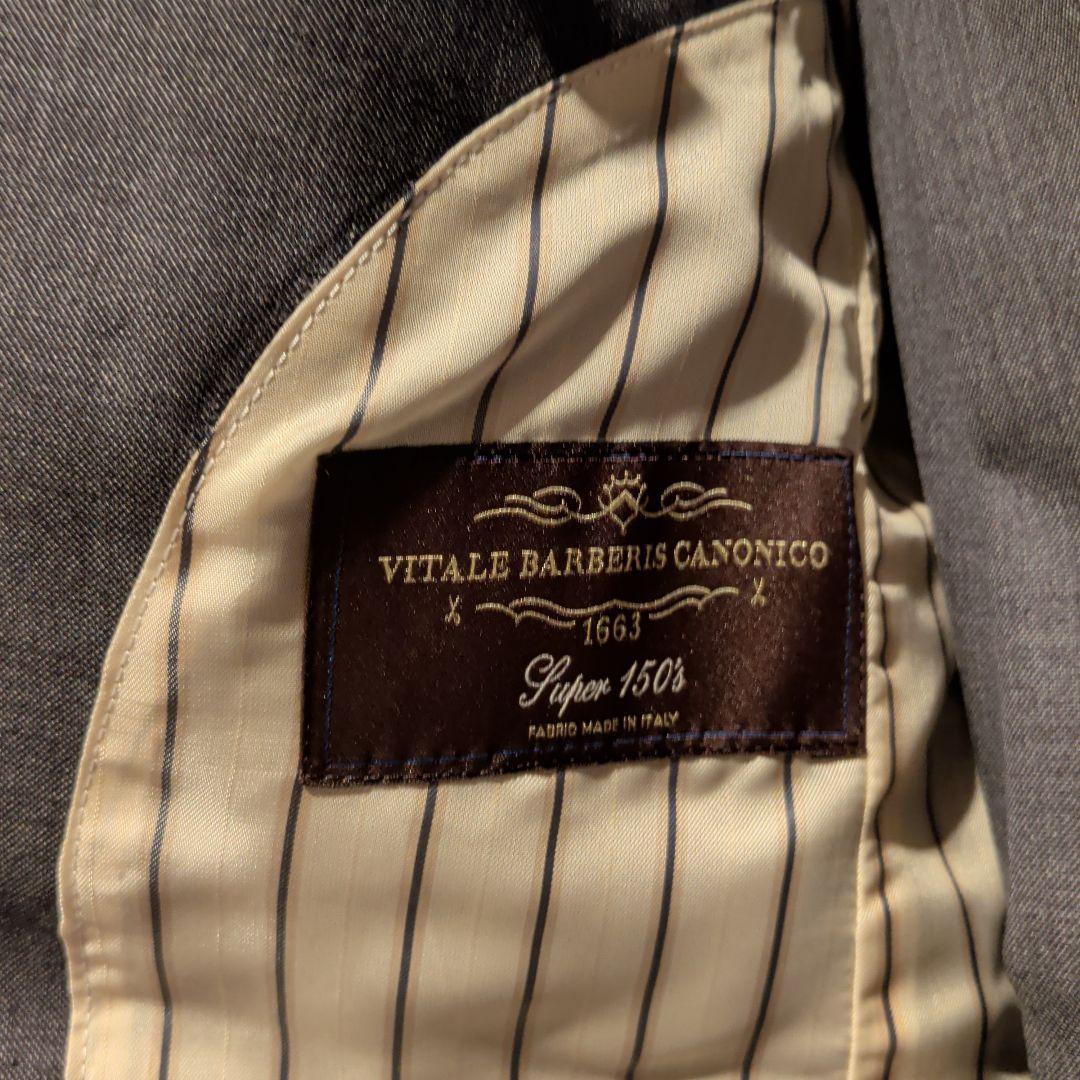 VITALE BARBERIS CANONICO
1663
Super 150's
FABRIC MADE IN ITALY